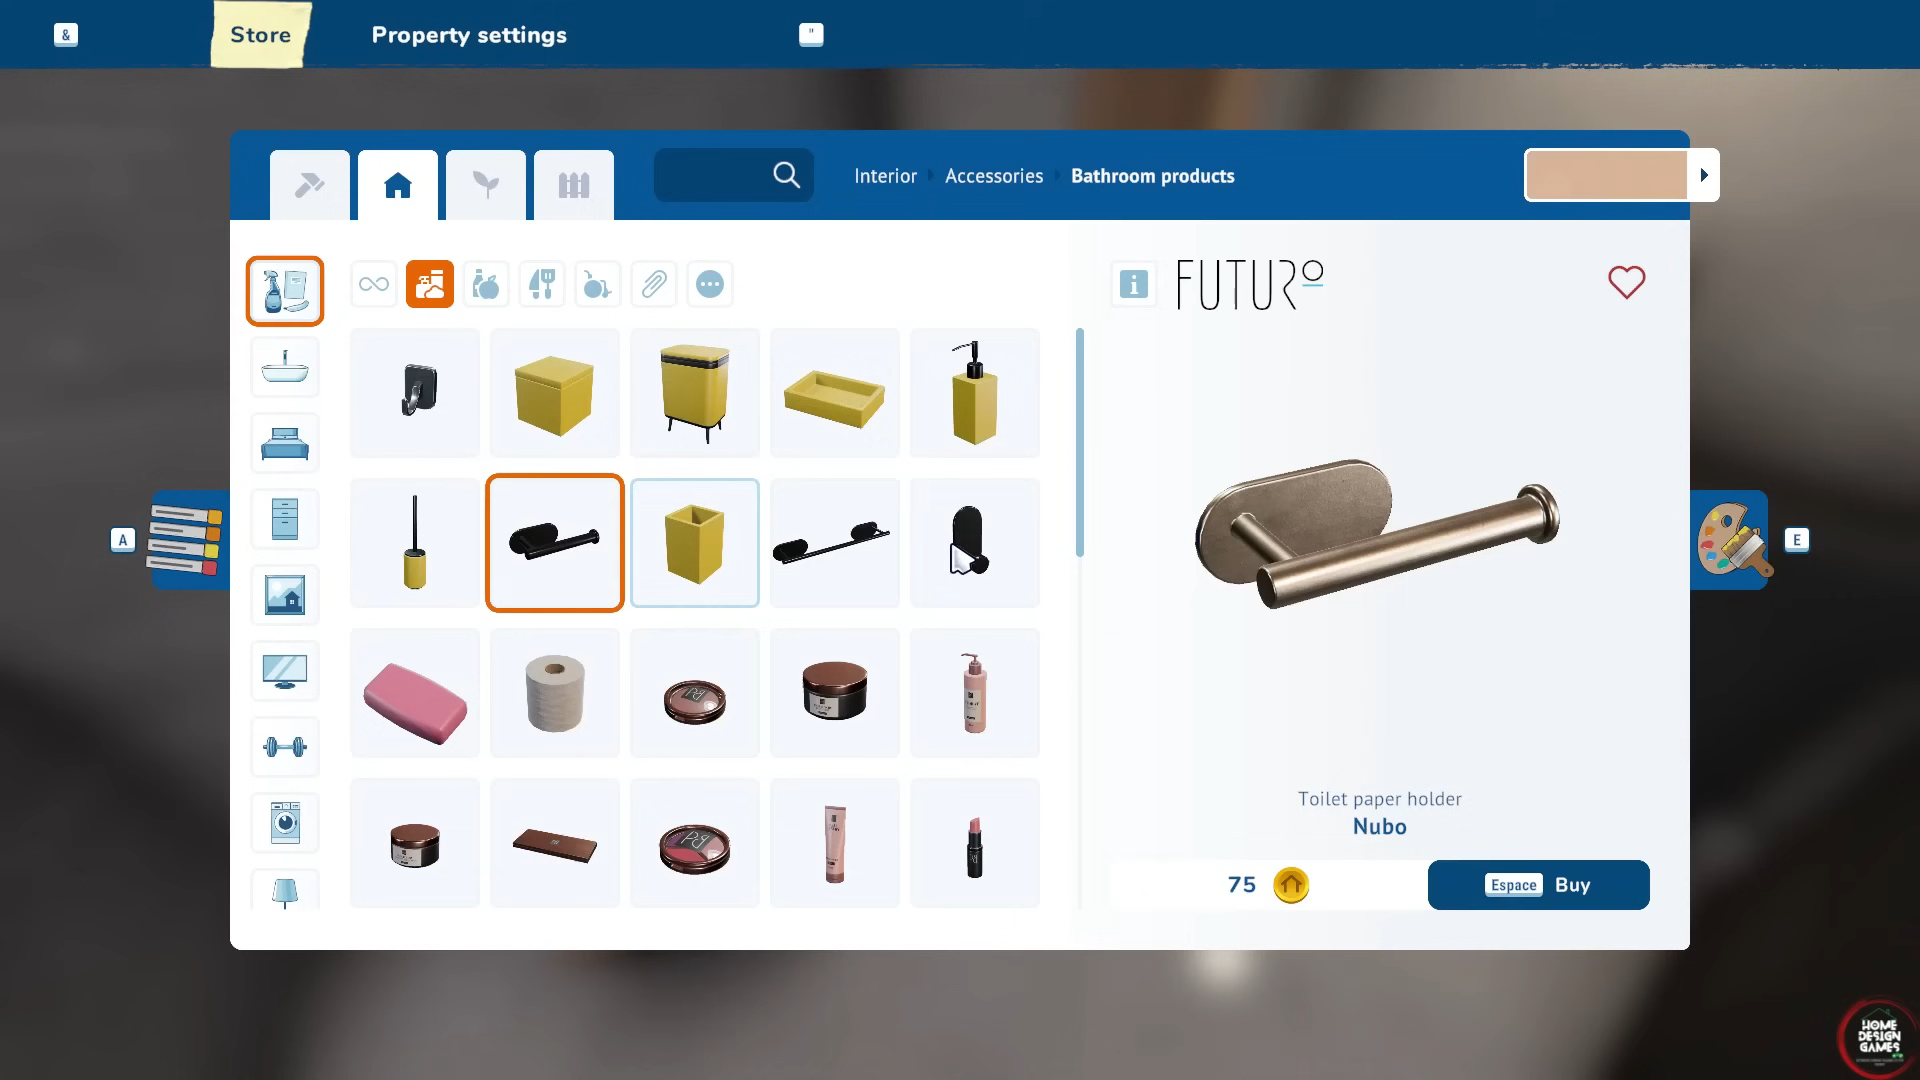 &
Store
Property settings
"
Interior
Accessories
Bathroom products
FUTURO
A
E
Toilet paper holder
Nubo
75
Espace
Buy
HOME
DESIGN
GAMES